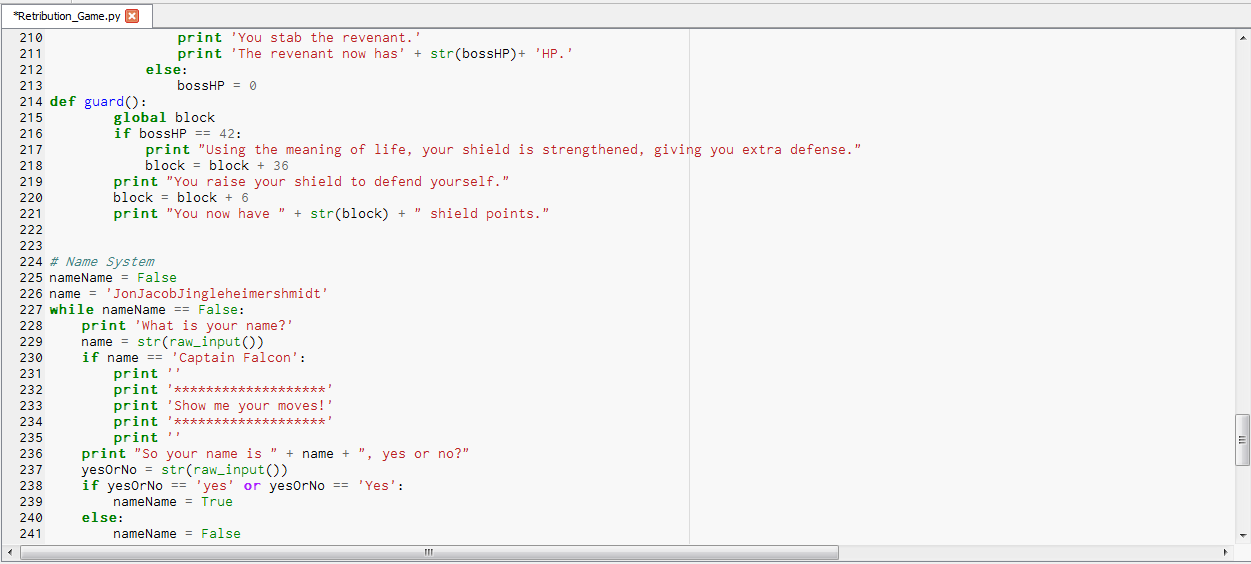 *Retribution_Game.py
210                 print 'You stab the revenant.'
211                 print 'The revenant now has' + str(bossHP)+ 'HP.'
212             else:
213                 bossHP = 0
214 def guard():
215         global block
216         if bossHP == 42:
217             print "Using the meaning of life, your shield is strengthened, giving you extra defense."
218             block = block + 36
219         print "You raise your shield to defend yourself."
220         block = block + 6
221         print "You now have " + str(block) + " shield points."
222
223
224 # Name System
225 nameName = False
226 name = 'JonJacobJingleheimershmidt'
227 while nameName == False:
228     print 'What is your name?'
229     name = str(raw_input())
230     if name == 'Captain Falcon':
231         print ''
232         print '*******************'
233         print 'Show me your moves!'
234         print '*******************'
235         print ''
236     print "So your name is " + name + ", yes or no?"
237     yesOrNo = str(raw_input())
238     if yesOrNo == 'yes' or yesOrNo == 'Yes':
239         nameName = True
240     else:
241         nameName = False